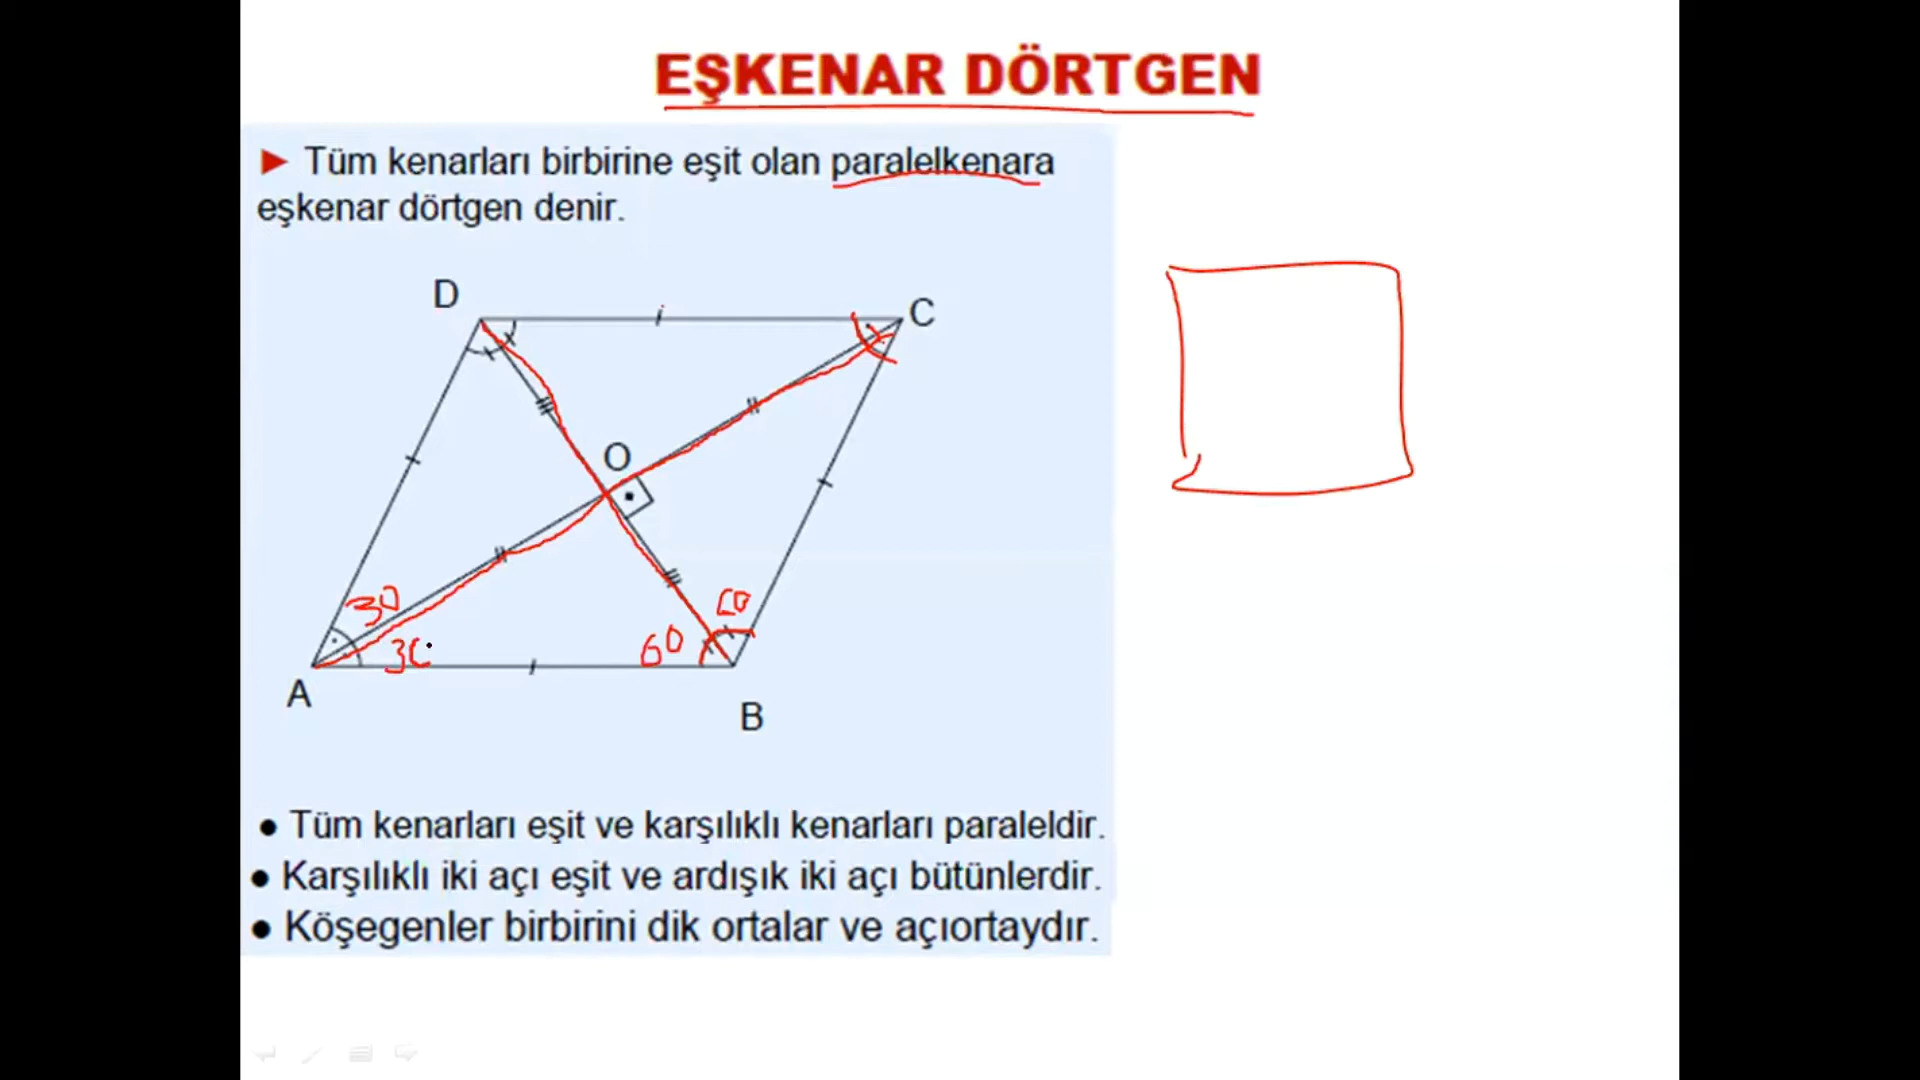 EŞKENAR DÖRTGEN
► Tüm kenarları birbirine eşit olan paralelkenara
eşkenar dörtgen denir.
D
C
O
30
60
60
30
A
B
● Tüm kenarları eşit ve karşılıklı kenarları paraleldir.
● Karşılıklı iki açı eşit ve ardışık iki açı bütünlerdir.
● Köşegenler birbirini dik ortalar ve açıortaydır.